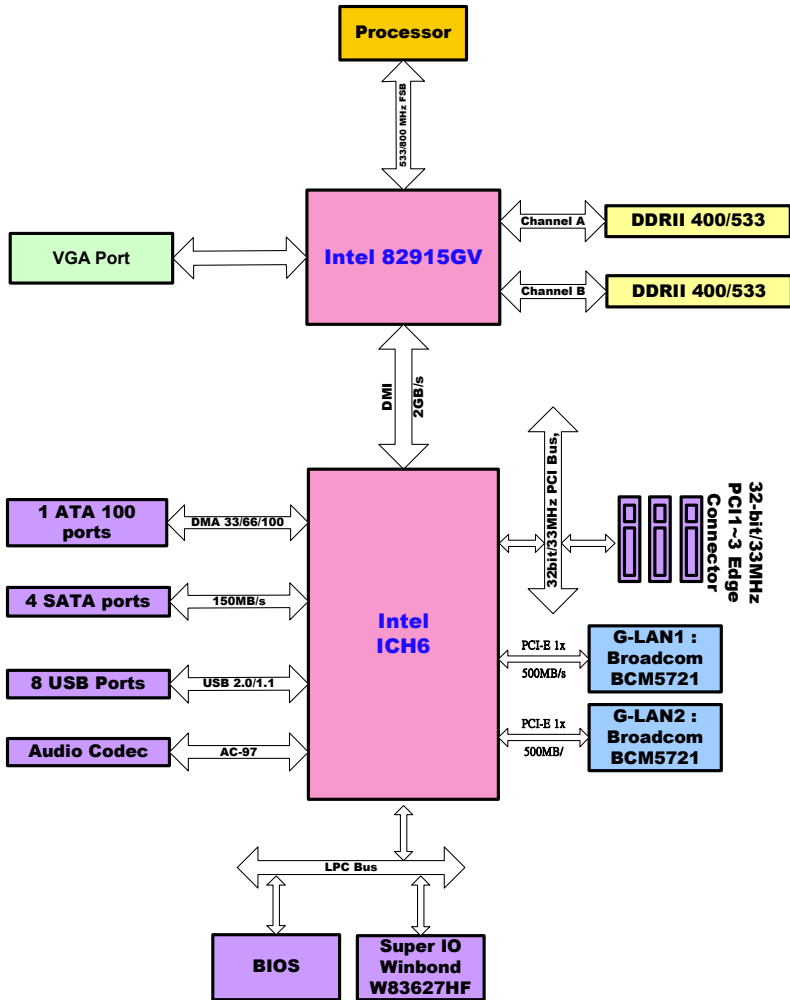 Processor
533/800 MHz FSB
VGA Port
Intel 82915GV
Channel A
DDRII 400/533
Channel B
DDRII 400/533
DMI
2GB/s
1 ATA 100
ports
DMA 33/66/100
4 SATA ports
150MB/s
8 USB Ports
USB 2.0/1.1
Audio Codec
AC-97
Intel
ICH6
32bit/33MHz PCI Bus,
32-bit/33MHz
PCI1~3 Edge
Connector
PCI-E 1x
500MB/s
G-LAN1 :
Broadcom
BCM5721
PCI-E 1x
500MB/
G-LAN2 :
Broadcom
BCM5721
LPC Bus
BIOS
Super IO
Winbond
W83627HF